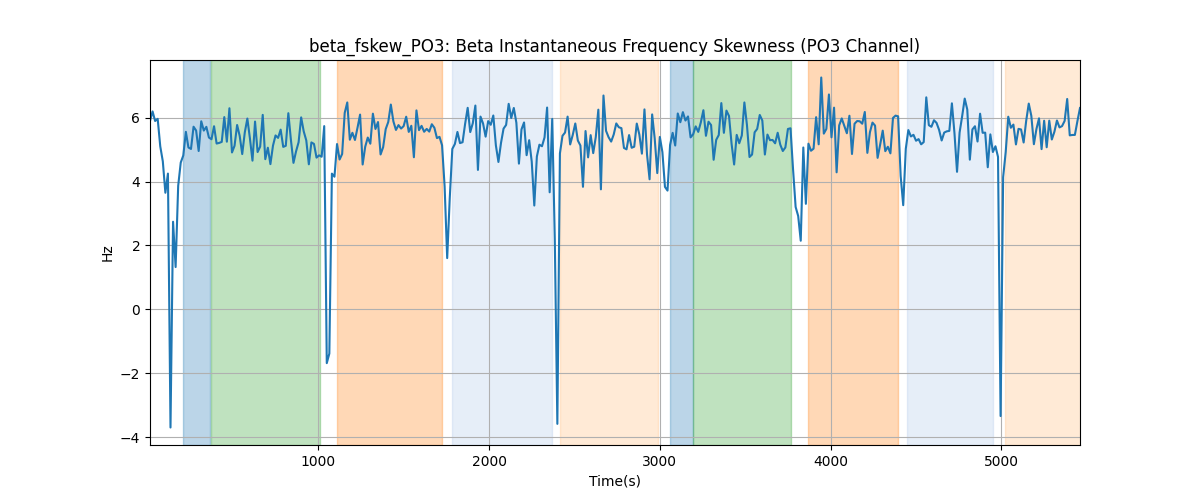 beta_fskew_PO3: Beta Instantaneous Frequency Skewness (PO3 Channel)
6
4
2
0
−2
−4
Hz
1000 2000 3000 4000 5000
Time(s)